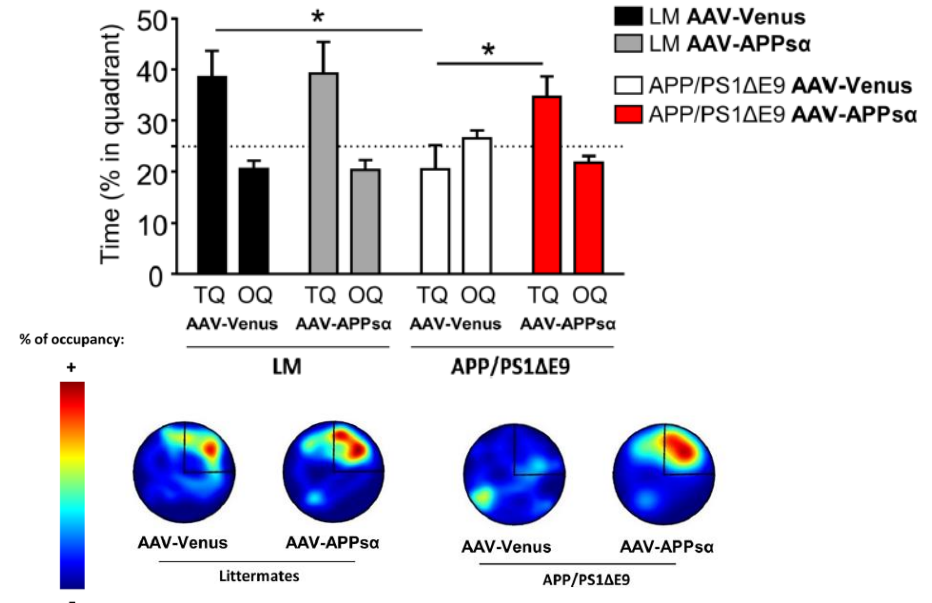 *
*
50
40
30
20
10
0
Time (% in quadrant)
LM AAV-Venus
LM AAV-APPsα
APP/PS1ΔE9 AAV-Venus
APP/PS1ΔE9 AAV-APPsα
TQ OQ TQ OQ TQ OQ TQ OQ
AAV-Venus AAV-APPsα AAV-Venus AAV-APPsα
LM APP/PS1ΔE9
% of occupancy:
+
-
AAV-Venus AAV-APPsα AAV-Venus AAV-APPsα
Littermates APP/PS1ΔE9